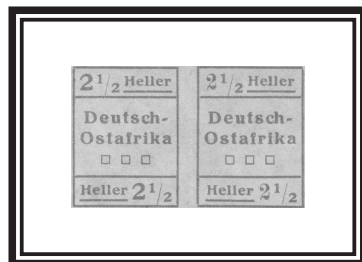 2 1/2 Heller
Deutsch-
Ostafrika
Heller 2 1/2
2 1/2 Heller
Deutsch-
Ostafrika
Heller 2 1/2